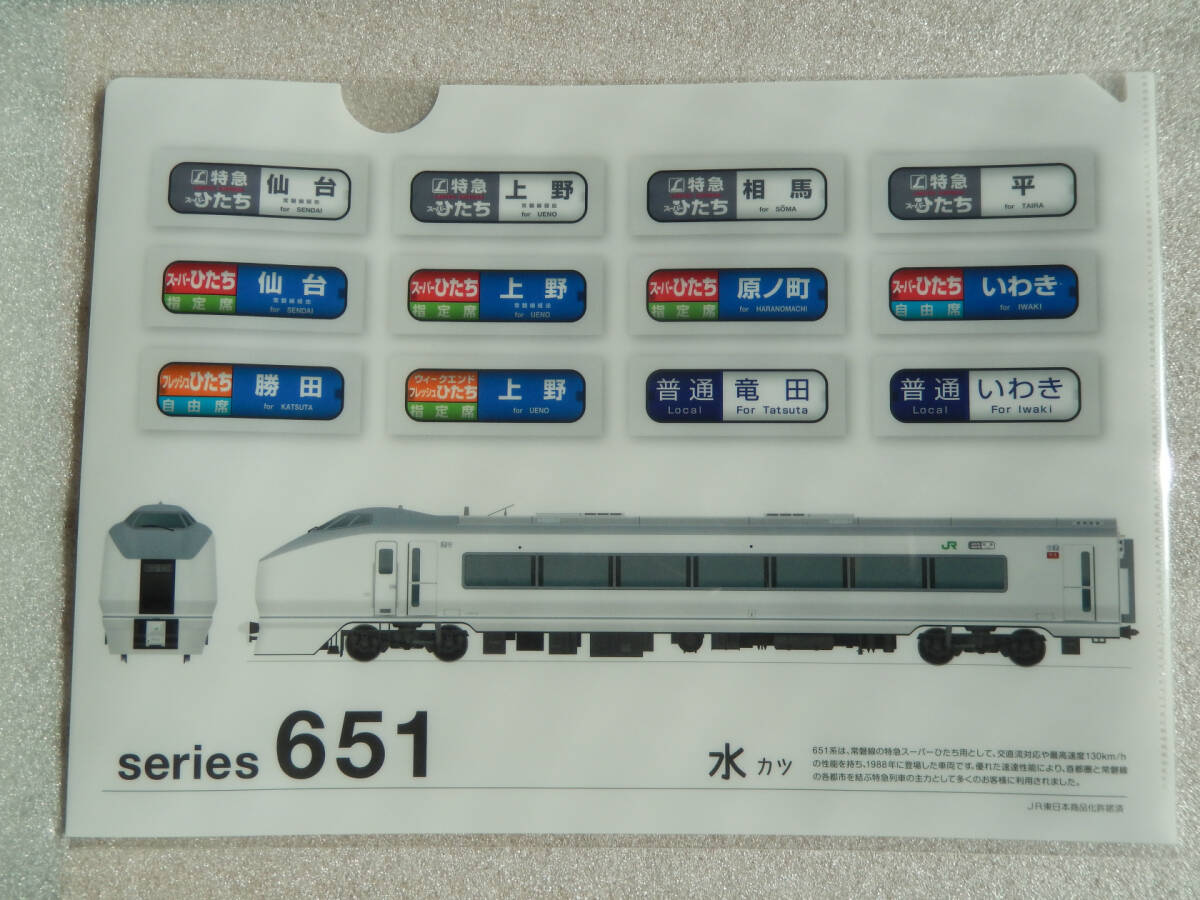 L特急 仙台
スーパーひたち 常磐線経由
for SENDAI
L特急 上野
スーパーひたち 常磐線経由
for UENO
L特急 相馬
スーパーひたち for SŌMA
L特急 平
スーパーひたち for TAIRA
スーパーひたち 仙台
常磐線経由
指定席 for SENDAI
スーパーひたち 上野
常磐線経由
指定席 for UENO
スーパーひたち 原ノ町
指定席 for HARANOMACHI
スーパーひたち いわき
自由席 for IWAKI
フレッシュひたち 勝田
自由席 for KATSUTA
ウィークエンド
フレッシュひたち 上野
指定席 for UENO
普通 竜田
Local For Tatsuta
普通 いわき
Local For Iwaki
JR
series 651
水カツ
651系は、常磐線の特急スーパーひたち用として、交直流対応や最高速度130km/h
の性能を持ち、1988年に登場した車両です。優れた速達性能により、首都圏と常磐線
の各都市を結ぶ特急列車の主力として多くのお客様に利用されました。
JR東日本商品化許諾済